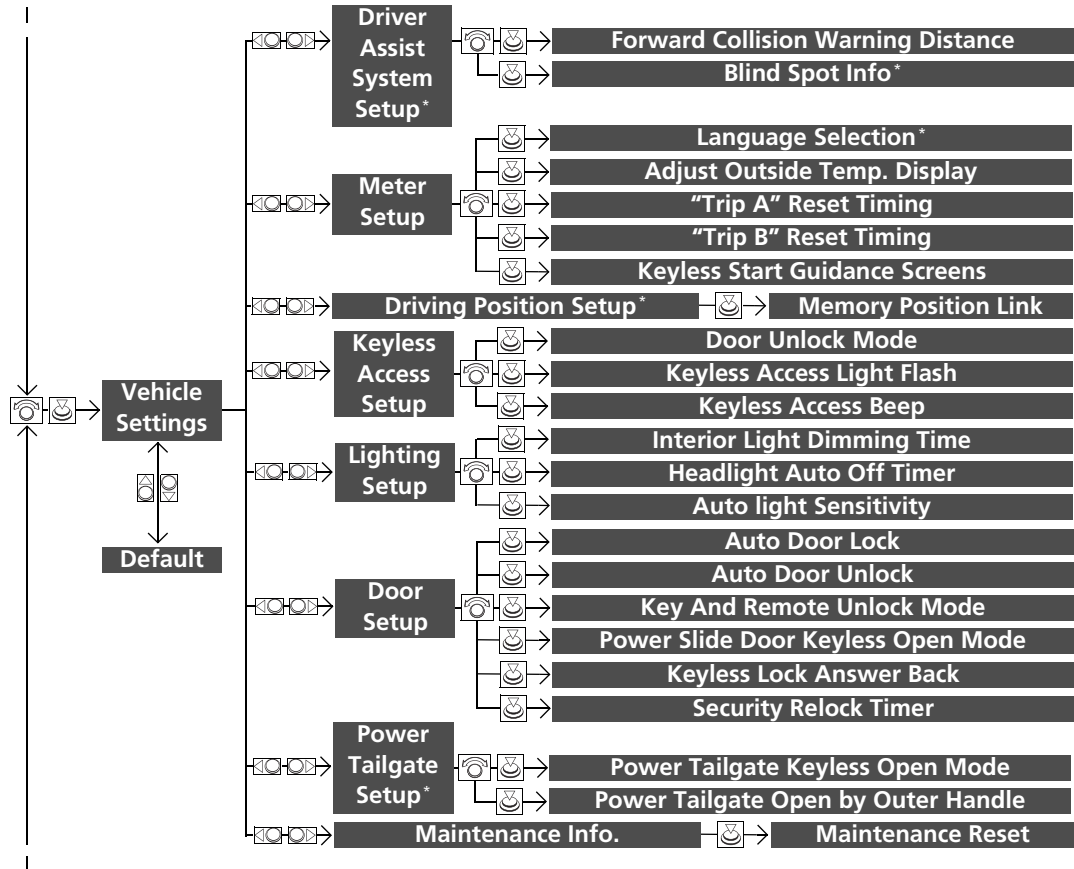 Driver
Assist
System
Setup*
Forward Collision Warning Distance
Blind Spot Info*
Meter
Setup
Language Selection*
Adjust Outside Temp. Display
“Trip A” Reset Timing
“Trip B” Reset Timing
Keyless Start Guidance Screens
Driving Position Setup*
Memory Position Link
Vehicle
Settings
Default
Keyless
Access
Setup
Door Unlock Mode
Keyless Access Light Flash
Keyless Access Beep
Lighting
Setup
Interior Light Dimming Time
Headlight Auto Off Timer
Auto light Sensitivity
Door
Setup
Auto Door Lock
Auto Door Unlock
Key And Remote Unlock Mode
Power Slide Door Keyless Open Mode
Keyless Lock Answer Back
Security Relock Timer
Power
Tailgate
Setup*
Power Tailgate Keyless Open Mode
Power Tailgate Open by Outer Handle
Maintenance Info.
Maintenance Reset